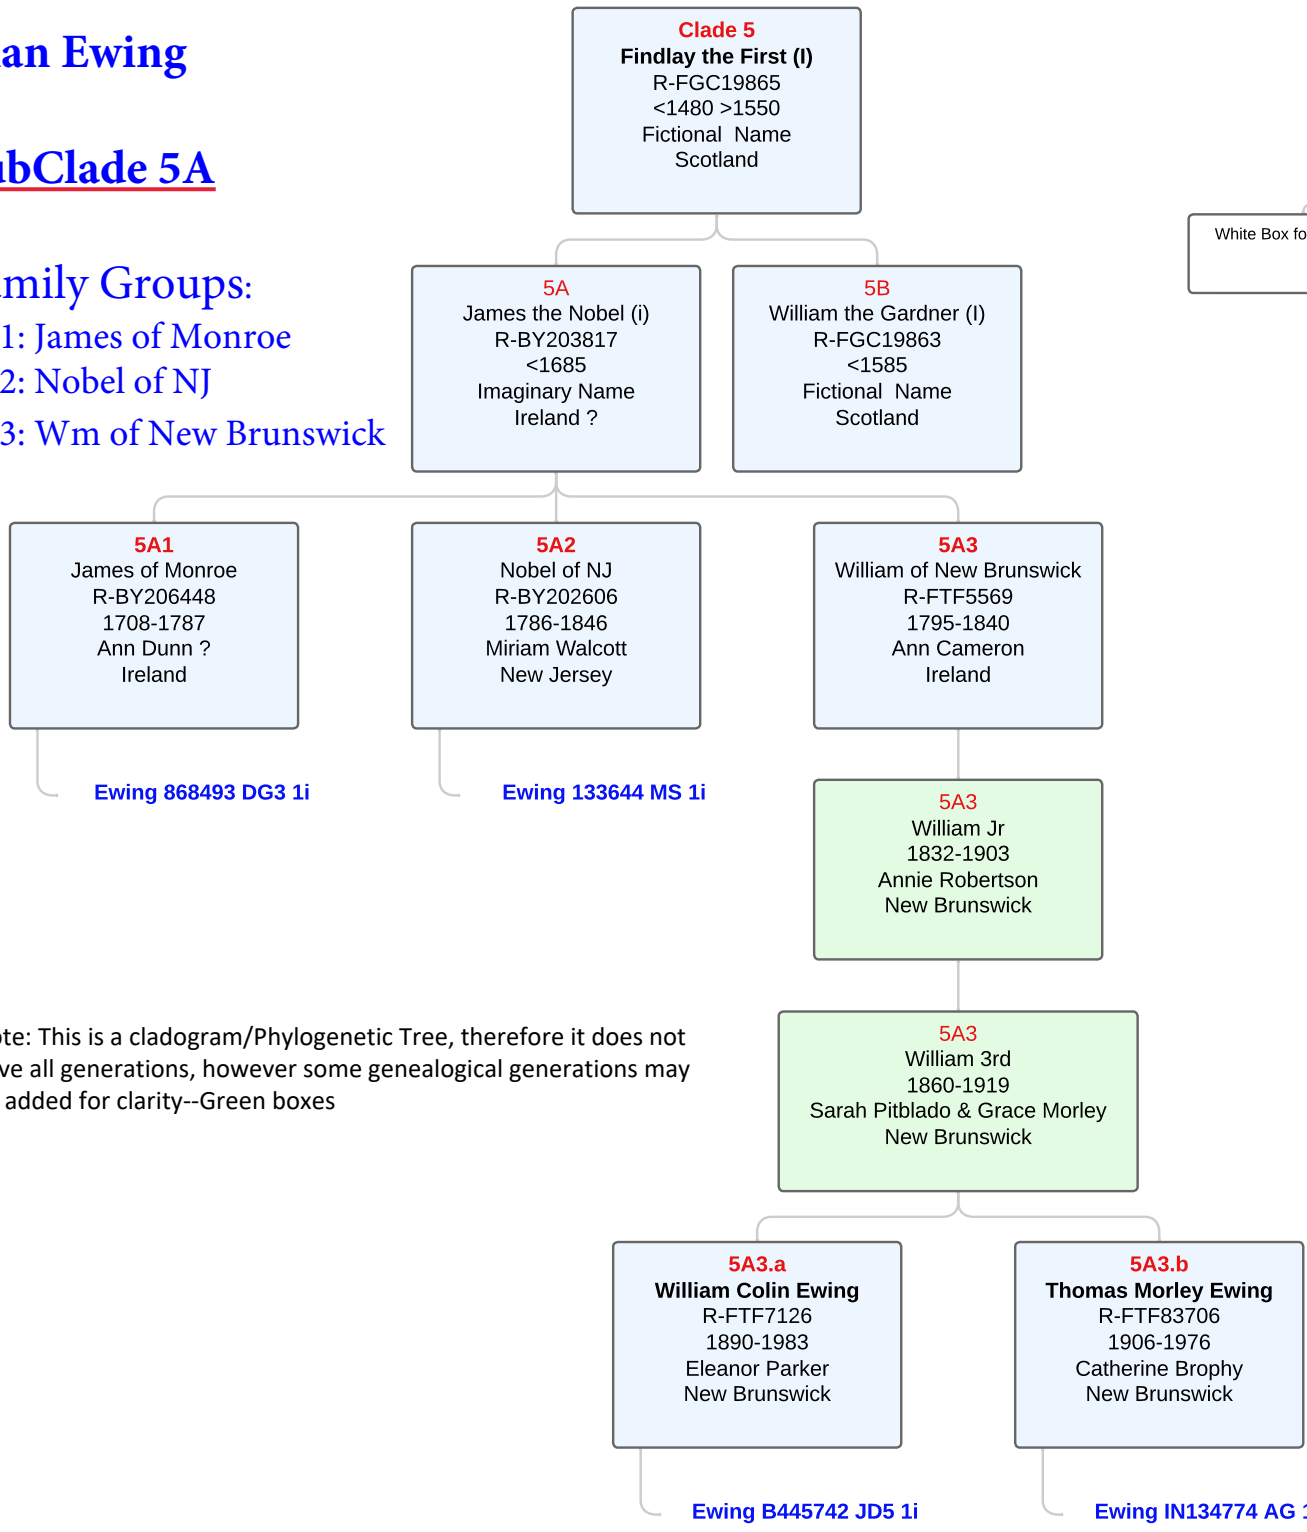 an Ewing
ubClade 5A
mily Groups:
1: James of Monroe
2: Nobel of NJ
3: Wm of New Brunswick
Clade 5
Findlay the First (I)
R-FGC19865
<1480 >1550
Fictional  Name
Scotland
White Box fo
5A
James the Nobel (i)
R-BY203817
<1685
Imaginary Name
Ireland ?
5B
William the Gardner (I)
R-FGC19863
<1585
Fictional  Name
Scotland
5A1
James of Monroe
R-BY206448
1708-1787
Ann Dunn ?
Ireland
5A2
Nobel of NJ
R-BY202606
1786-1846
Miriam Walcott
New Jersey
5A3
William of New Brunswick
R-FTF5569
1795-1840
Ann Cameron
Ireland
Ewing 868493 DG3 1i
Ewing 133644 MS 1i
5A3
William Jr
1832-1903
Annie Robertson
New Brunswick
ote: This is a cladogram/Phylogenetic Tree, therefore it does not
ve all generations, however some genealogical generations may
added for clarity--Green boxes
5A3
William 3rd
1860-1919
Sarah Pitblado & Grace Morley
New Brunswick
5A3.a
William Colin Ewing
R-FTF7126
1890-1983
Eleanor Parker
New Brunswick
5A3.b
Thomas Morley Ewing
R-FTF83706
1906-1976
Catherine Brophy
New Brunswick
Ewing B445742 JD5 1i
Ewing IN134774 AG 1